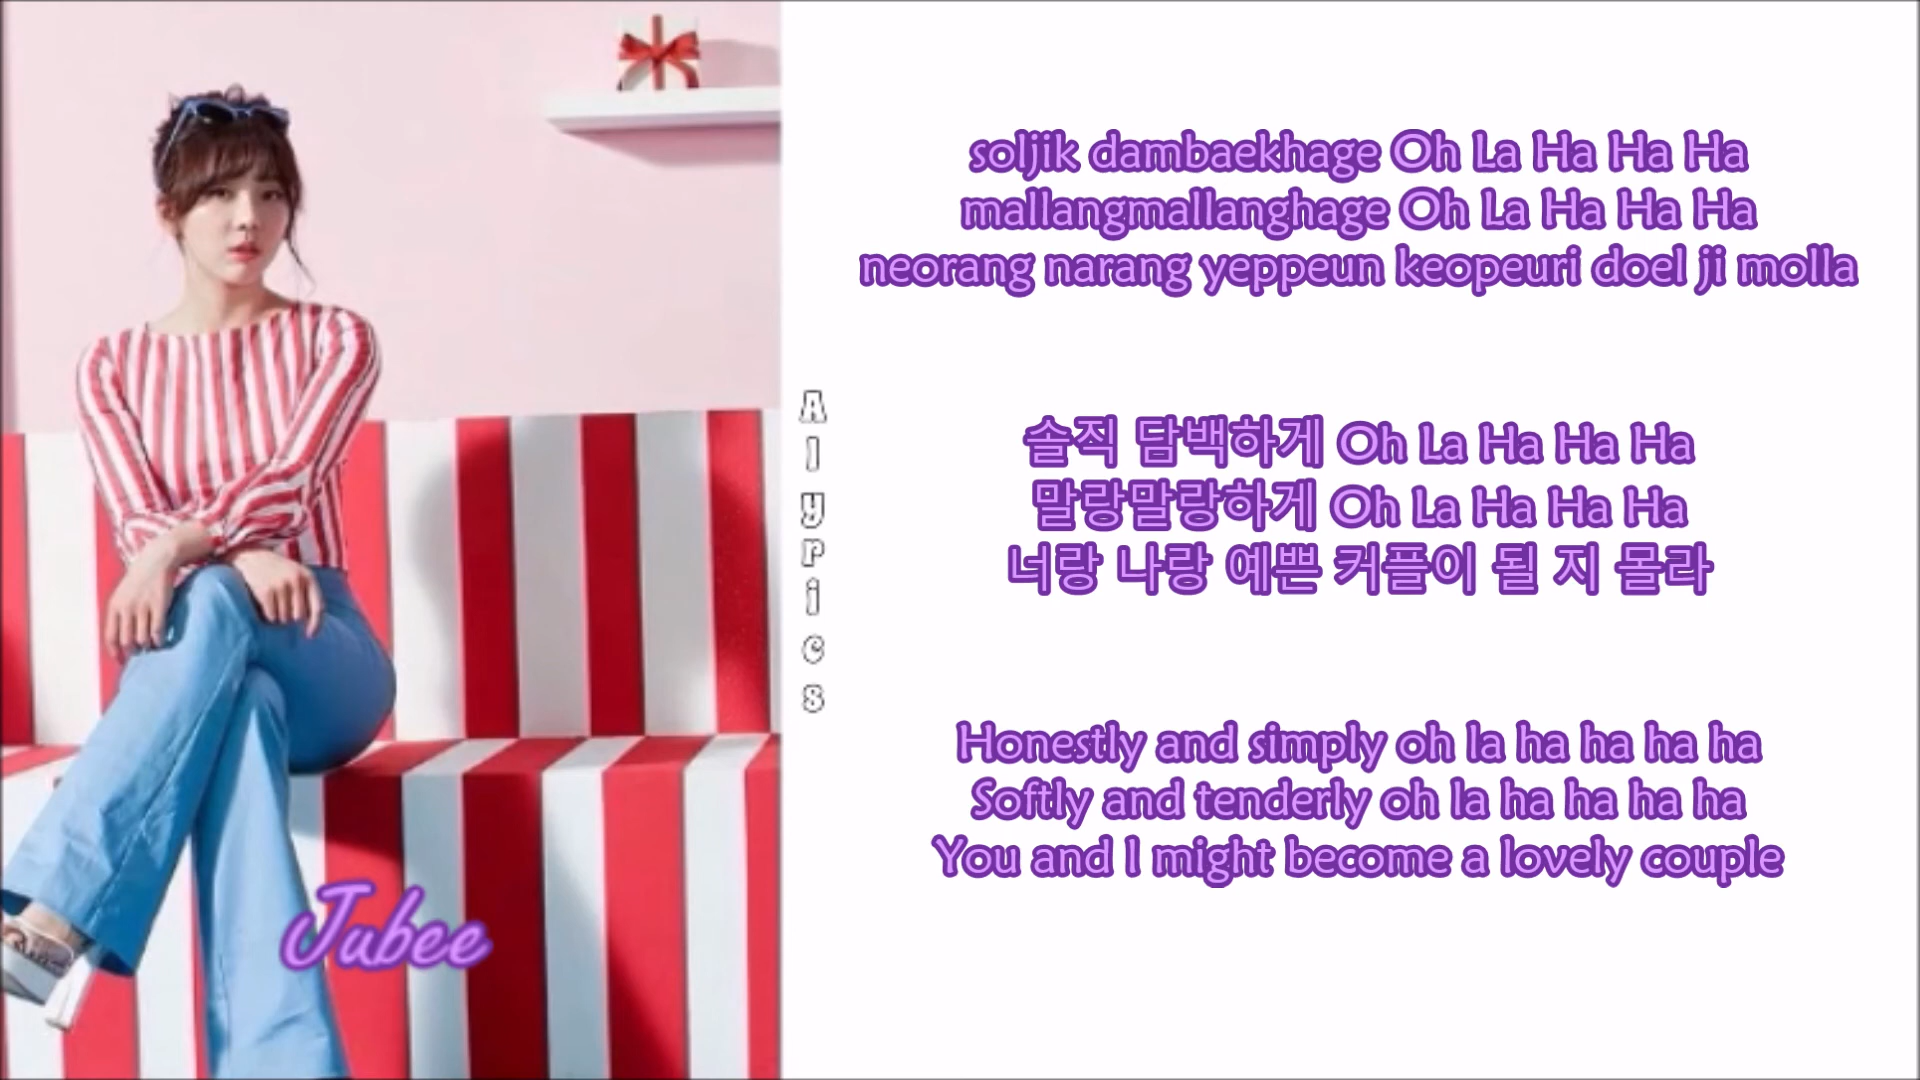 soljik dambaekhage Oh La Ha Ha Ha
mallangmallanghage Oh La Ha Ha Ha
neorang narang yeppeun keopeuri doel ji molla
솔직 담백하게 Oh La Ha Ha Ha
말랑말랑하게 Oh La Ha Ha Ha
너랑 나랑 예쁜 커플이 될 지 몰라
Honestly and simply oh la ha ha ha ha
Softly and tenderly oh la ha ha ha ha
You and I might become a lovely couple
Alyrics
Jubee